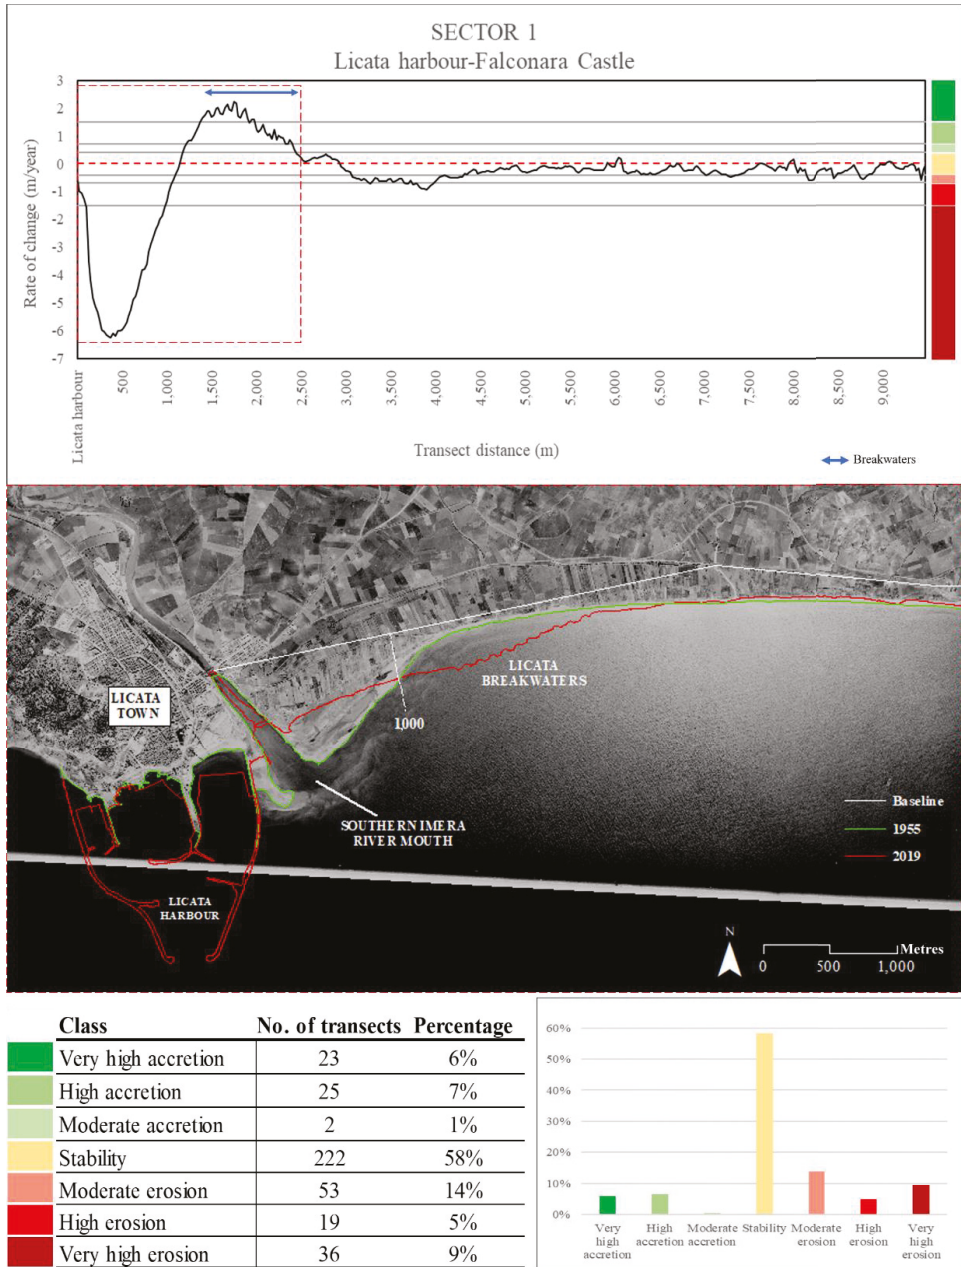 SECTOR 1
Licata harbour-Falconara Castle
Rate of change (m/year)
3
2
1
0
-1
-2
-3
-4
-5
-6
-7
Licata harbour
500
1,000
1,500
2,000
2,500
3,000
3,500
4,000
4,500
5,000
5,500
6,000
6,500
7,000
7,500
8,000
8,500
9,000
Transect distance (m)
Breakwaters
LICATA
TOWN
LICATA
BREAKWATERS
1,000
SOUTHERN IMERA
RIVER MOUTH
LICATA
HARBOUR
Baseline
1955
2019
N
Metres
0 500 1,000
Class No. of transects Percentage
Very high accretion 23 6%
High accretion 25 7%
Moderate accretion 2 1%
Stability 222 58%
Moderate erosion 53 14%
High erosion 19 5%
Very high erosion 36 9%
60%
50%
40%
30%
20%
10%
0%
Very
high
accretion
High
accretion
Moderate
accretion
Stability
Moderate
erosion
High
erosion
Very
high
erosion